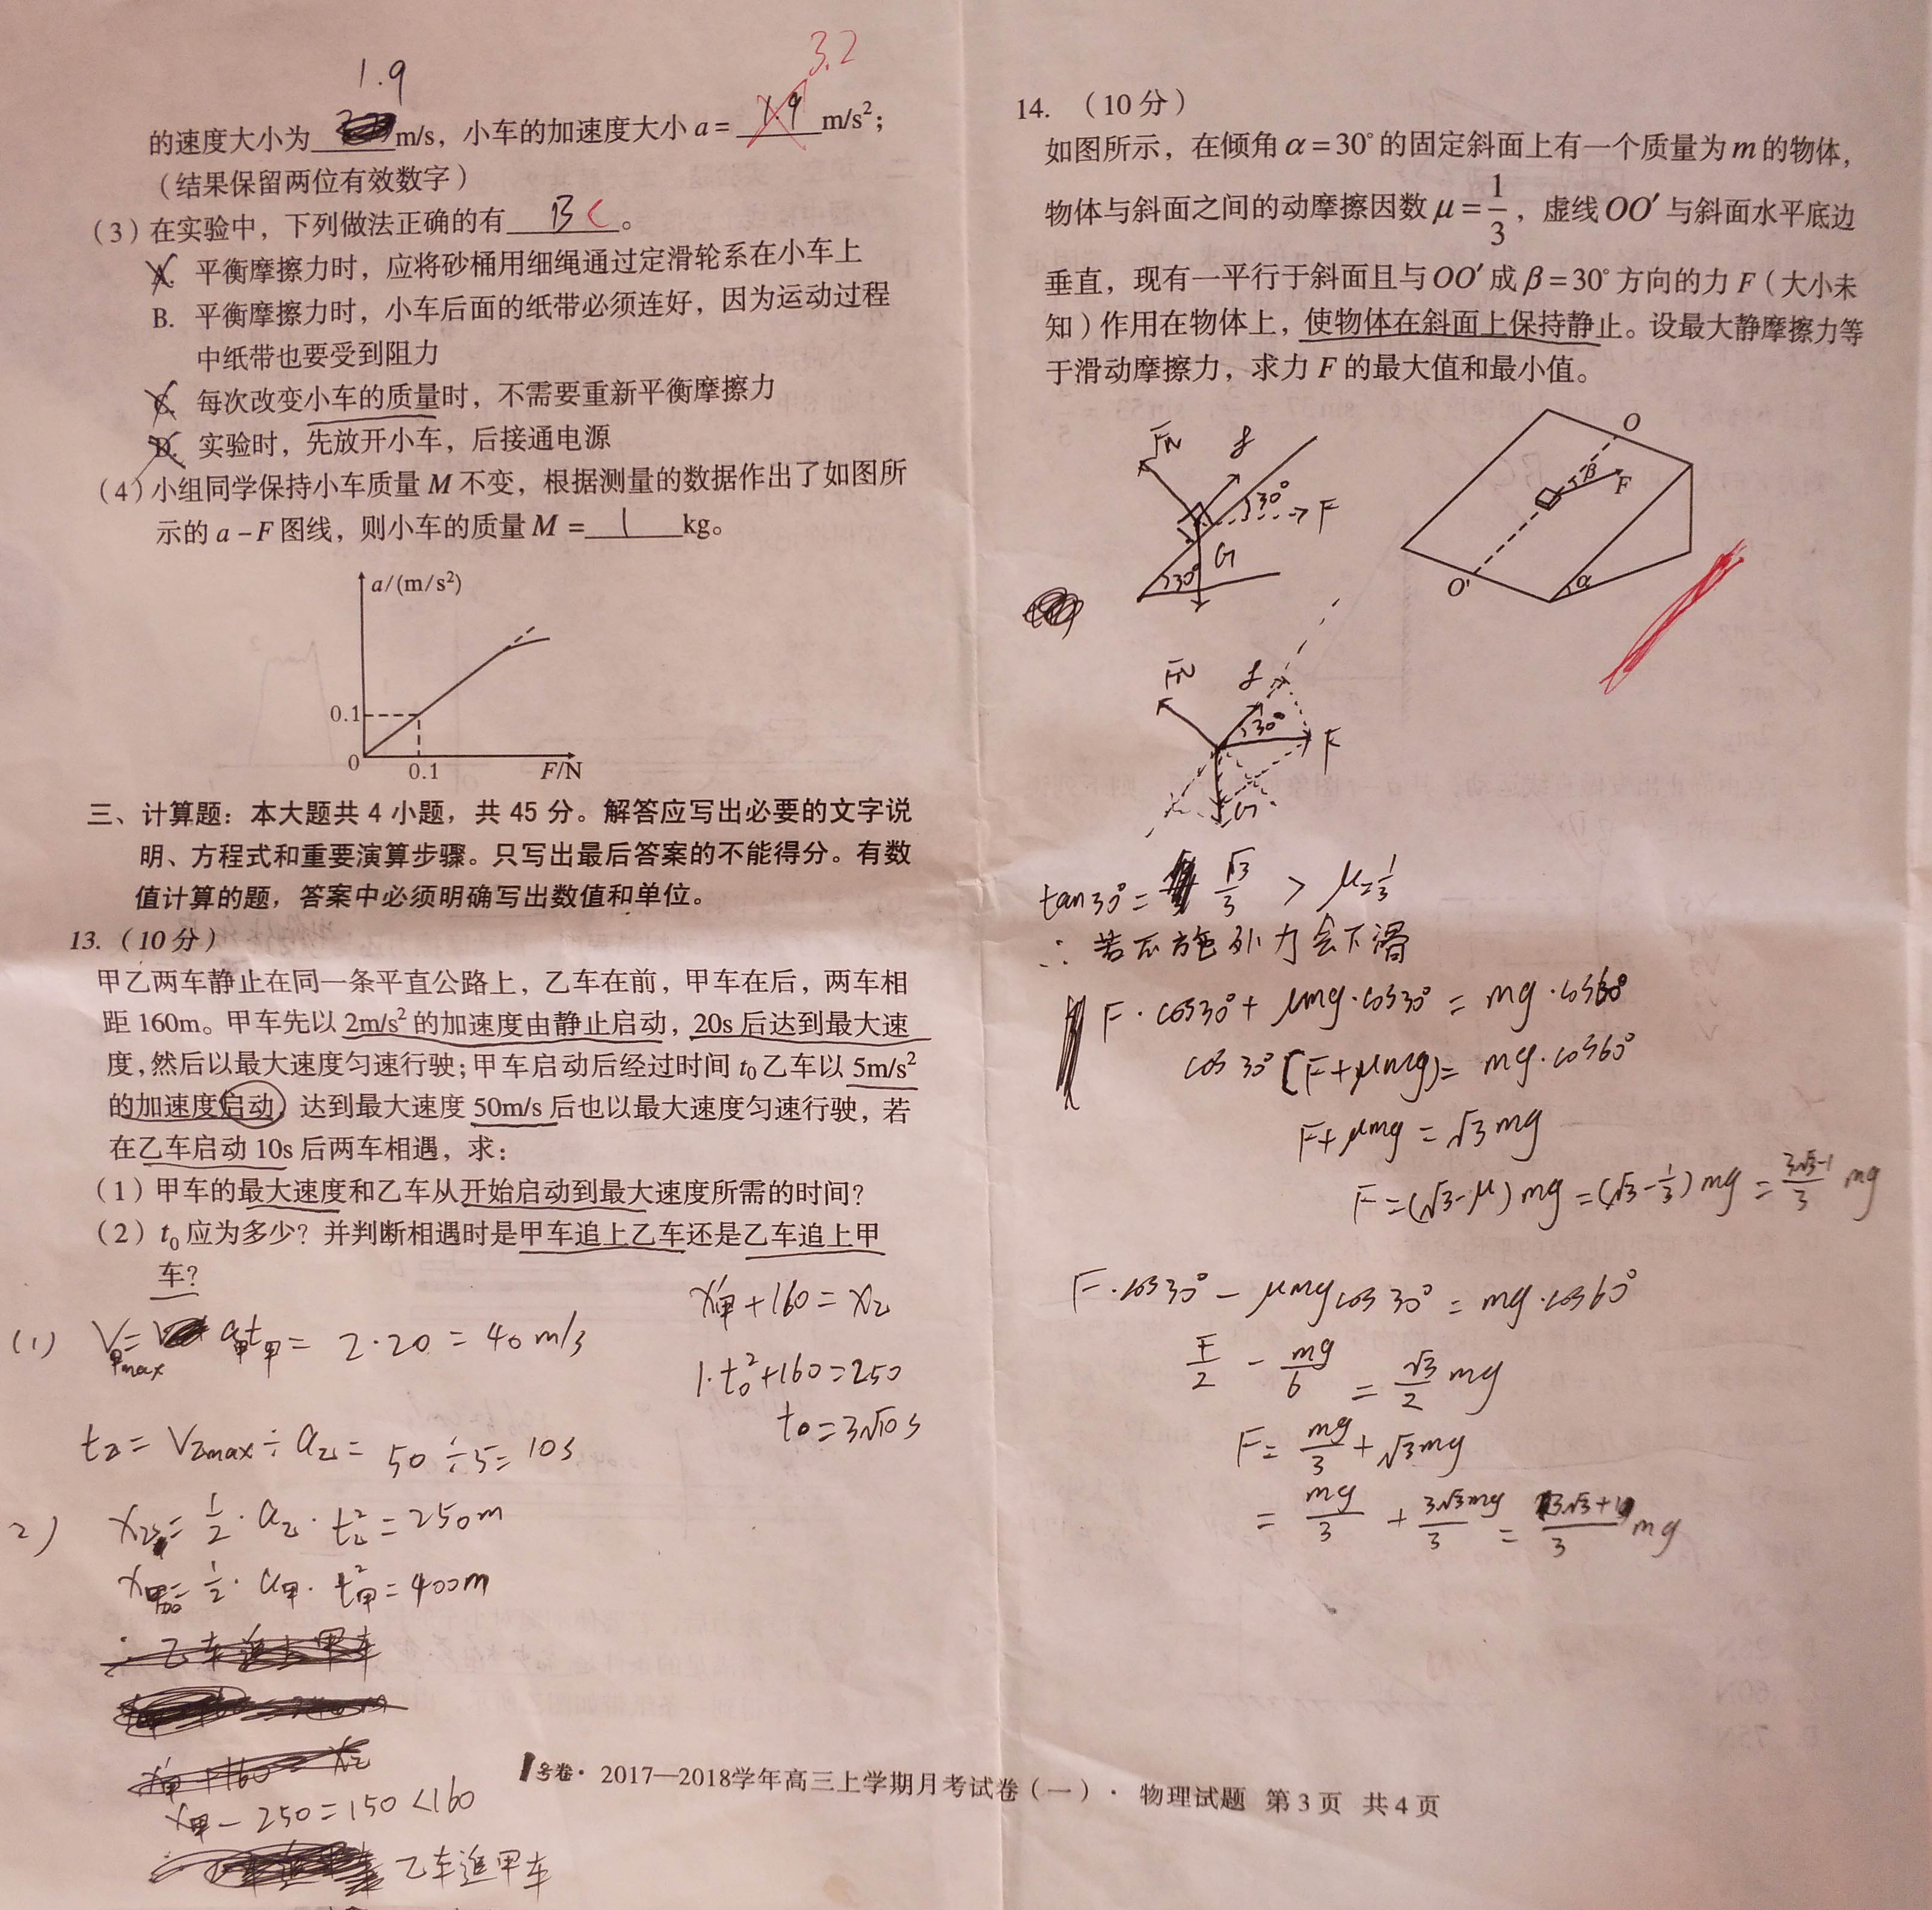 3.2
1.9
的速度大小为 m/s，小车的加速度大小 a = 1.9 m/s²；
（结果保留两位有效数字）
（3）在实验中，下列做法正确的有 BC 。
A. 平衡摩擦力时，应将砂桶用细绳通过定滑轮系在小车上
B. 平衡摩擦力时，小车后面的纸带必须连好，因为运动过程
中纸带也要受到阻力
C. 每次改变小车的质量时，不需要重新平衡摩擦力
D. 实验时，先放开小车，后接通电源
（4）小组同学保持小车质量 M 不变，根据测量的数据作出了如图所
示的 a – F 图线，则小车的质量 M = 1 kg。
a/(m/s²)
0.1
0
0.1
F/N
三、计算题：本大题共 4 小题，共 45 分。解答应写出必要的文字说
明、方程式和重要演算步骤。只写出最后答案的不能得分。有数
值计算的题，答案中必须明确写出数值和单位。
13.（10 分）
甲乙两车静止在同一条平直公路上，乙车在前，甲车在后，两车相
距 160m。甲车先以 2m/s² 的加速度由静止启动，20s 后达到最大速
度，然后以最大速度匀速行驶；甲车启动后经过时间 t₀ 乙车以 5m/s²
的加速度启动，达到最大速度 50m/s 后也以最大速度匀速行驶，若
在乙车启动 10s 后两车相遇，求：
（1）甲车的最大速度和乙车从开始启动到最大速度所需的时间？
（2）t₀ 应为多少？并判断相遇时是甲车追上乙车还是乙车追上甲
车？
(1) V甲max = a甲t甲 = 2·20 = 40 m/s
t乙 = V乙max ÷ a乙 = 50 ÷ 5 = 10s
2) x乙 = 1/2 · a乙 · t乙² = 250m
x甲 = 1/2 · a甲 · t甲² = 400m
∴ 乙车追上甲车
x甲 + 160 = x乙
x甲 – 250 = 150 < 160
乙车追甲车
x甲 + 160 = x乙
1·t₀² + 160 = 250
t₀ = 3√10 s
14.（10 分）
如图所示，在倾角 α = 30° 的固定斜面上有一个质量为 m 的物体，
物体与斜面之间的动摩擦因数 μ = 1/3，虚线 OO′ 与斜面水平底边
垂直，现有一平行于斜面且与 OO′ 成 β = 30° 方向的力 F（大小未
知）作用在物体上，使物体在斜面上保持静止。设最大静摩擦力等
于滑动摩擦力，求力 F 的最大值和最小值。
O
β
F
O′
α
FN
f
30°
F
G
30°
FN
f
30°
F
G
tan30° = √3/3 > μ = 1/3
∴ 若不施外力会下滑
F·cos30° + μmg·cos30° = mg·cos60°
cos30° [F + μmg) = mg·cos60°
F + μmg = √3mg
F = (√3 - μ) mg = (√3 - 1/3) mg = (3√3-1)/3 mg
F·cos30° – μmgcos30° = mg·cos60°
F/2 – mg/6 = √3/2 mg
F = mg/3 + √3mg
= mg/3 + 3√3mg/3 = (3√3+1)/3 mg
1号卷 · 2017—2018学年高三上学期月考试卷（一）· 物理试题 第 3 页 共 4 页